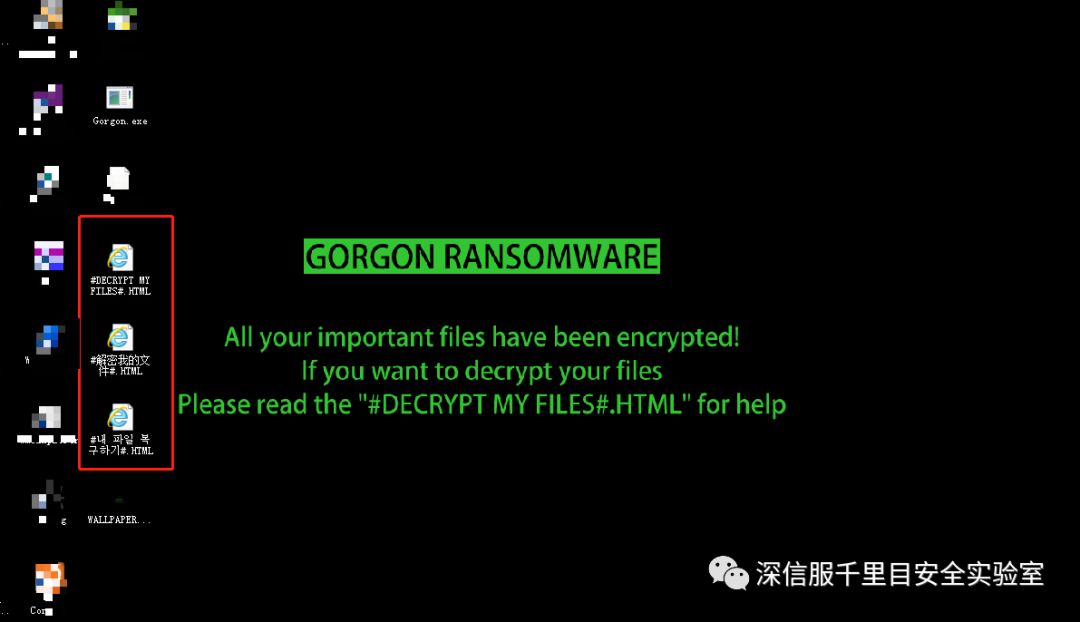 Gorgon.exe
#DECRYPT MY
FILES#.HTML
#解密我的文
件#.HTML
#내 파일 복
구하기#.HTML
WALLPAPER...
GORGON RANSOMWARE
All your important files have been encrypted!
If you want to decrypt your files
Please read the "#DECRYPT MY FILES#.HTML" for help
深信服千里目安全实验室